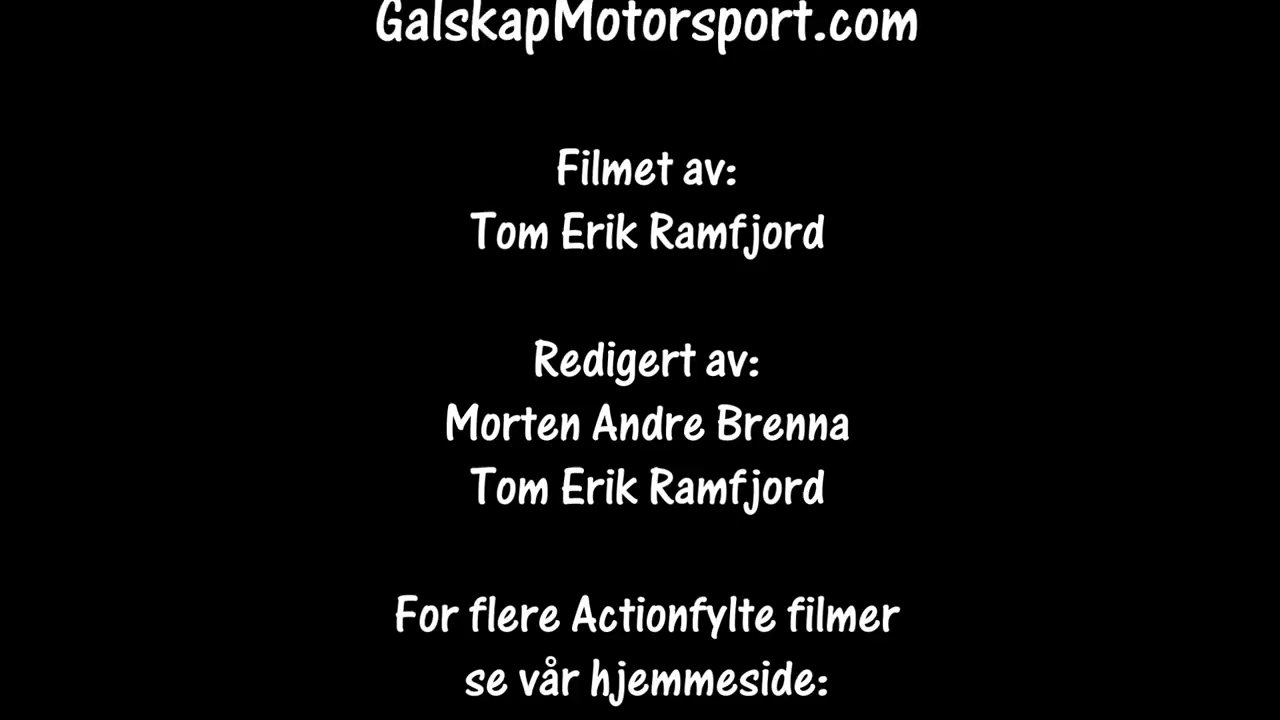 GalskapMotorsport.com
Filmet av:
Tom Erik Ramfjord
Redigert av:
Morten Andre Brenna
Tom Erik Ramfjord
For flere Actionfylte filmer
se vår hjemmeside: